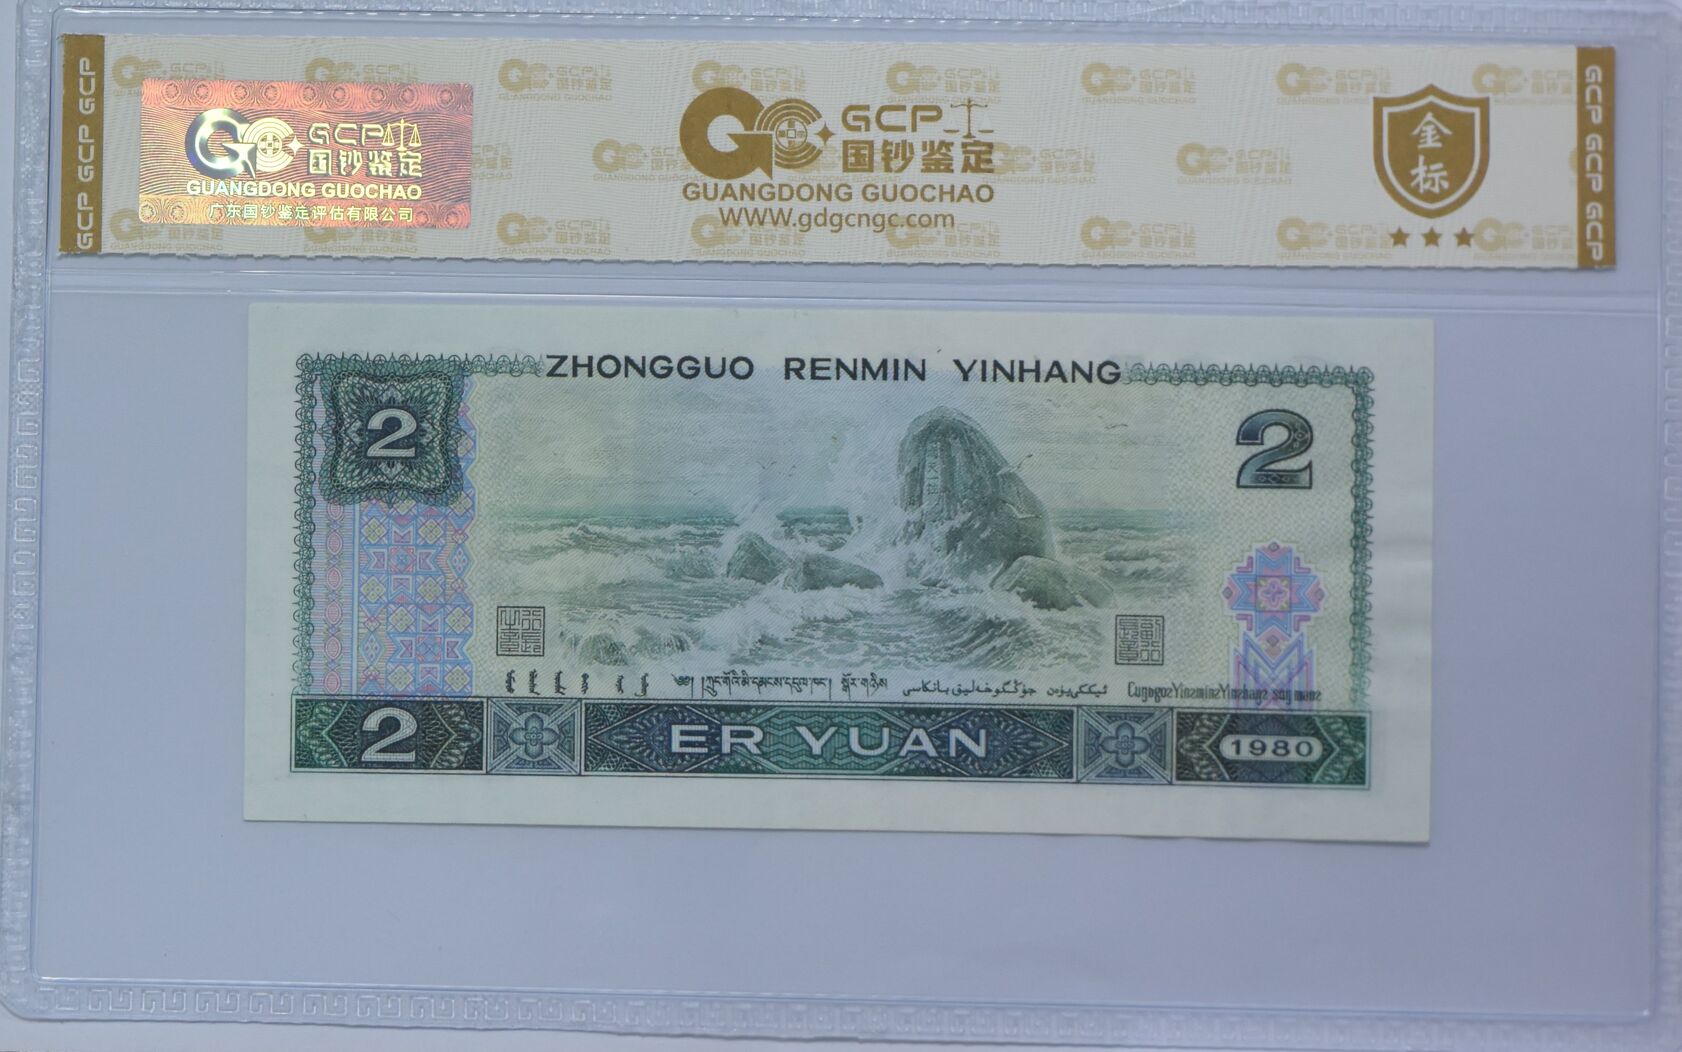 GCP GCP GCP
GCP
国钞鉴定
GUANGDONG GUOCHAO
广东国钞鉴定评估有限公司
GCP
国钞鉴定
GUANGDONG GUOCHAO
WWW.gdgcngc.com
金
标
GCP GCP GCP
ZHONGGUO RENMIN YINHANG
2
2
2
ER YUAN
1980